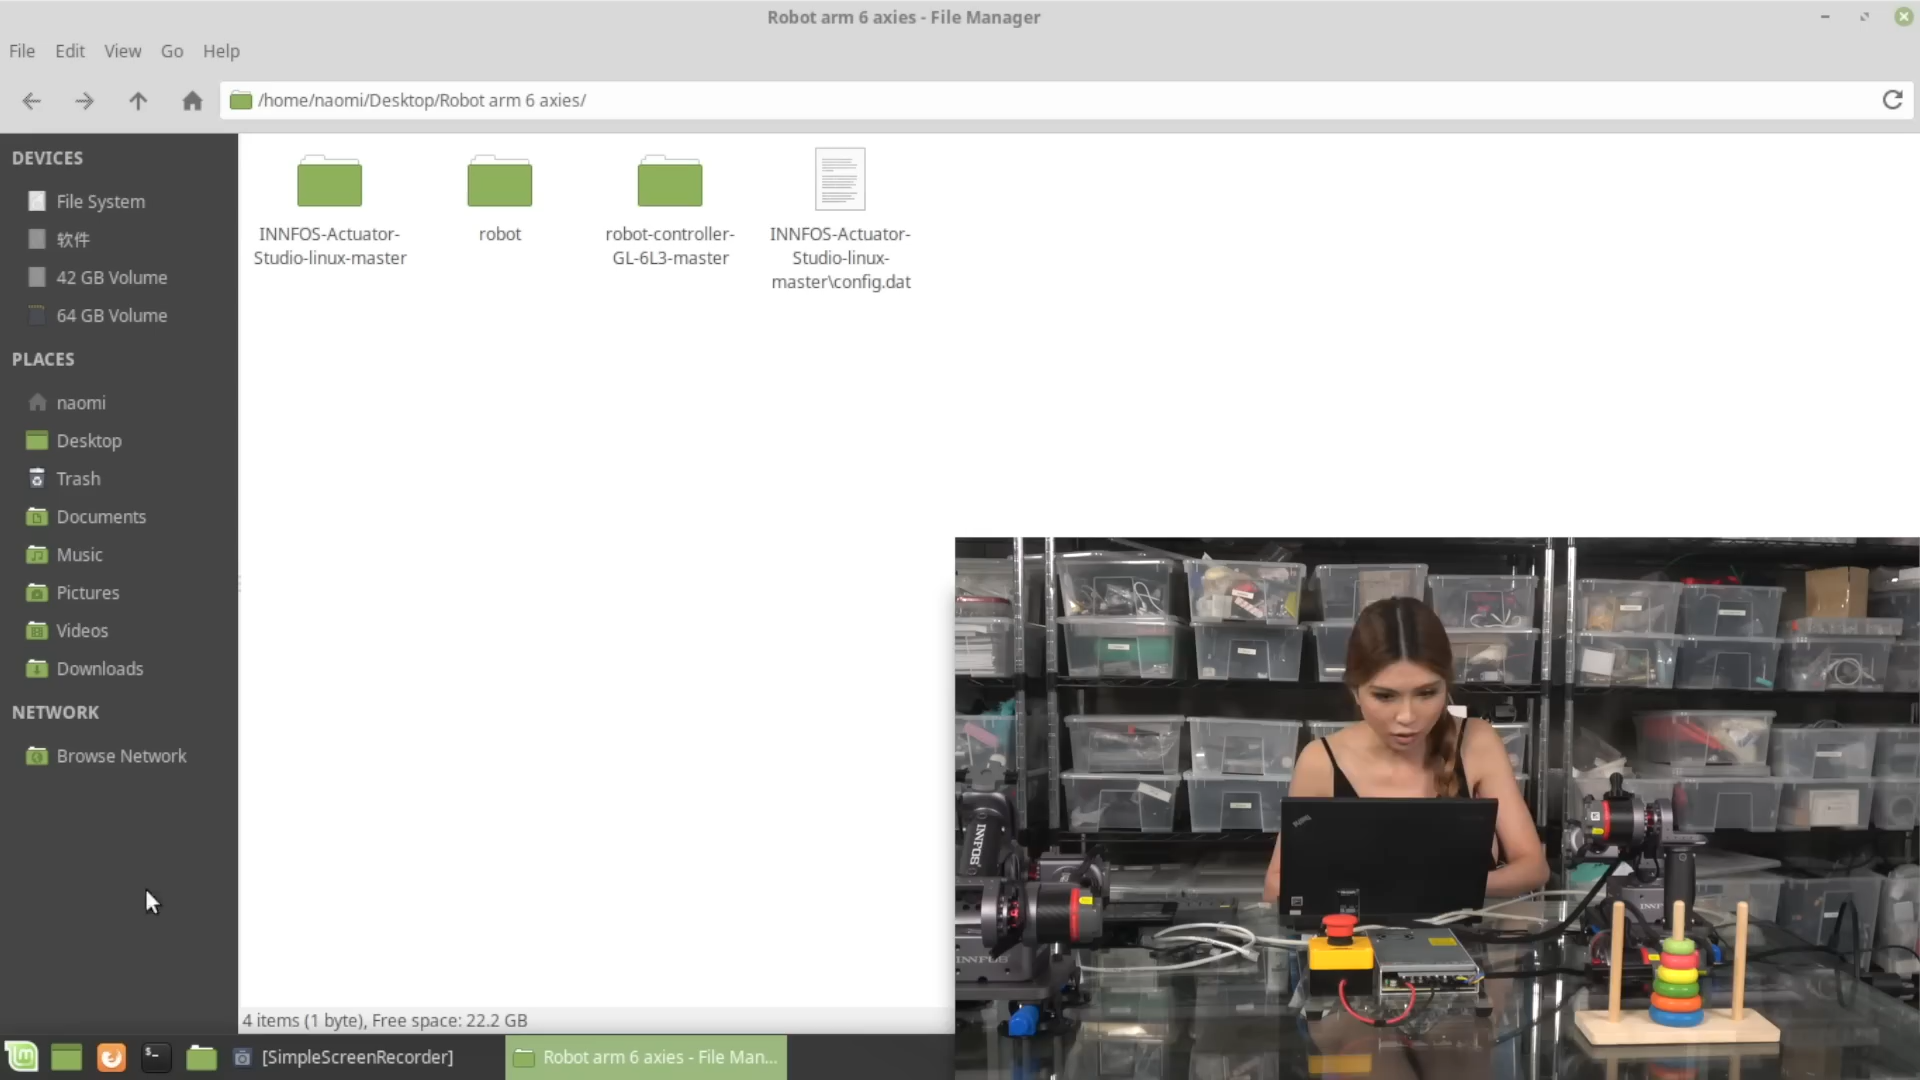 Robot arm 6 axies - File Manager
File Edit View Go Help
/home/naomi/Desktop/Robot arm 6 axies/
DEVICES
File System
软件
42 GB Volume
64 GB Volume
PLACES
naomi
Desktop
Trash
Documents
Music
Pictures
Videos
Downloads
NETWORK
Browse Network
INNFOS-Actuator-
Studio-linux-master
robot
robot-controller-
GL-6L3-master
INNFOS-Actuator-
Studio-linux-
master\config.dat
4 items (1 byte), Free space: 22.2 GB
INNFOS
INNFOS
[SimpleScreenRecorder]
Robot arm 6 axies - File Man...